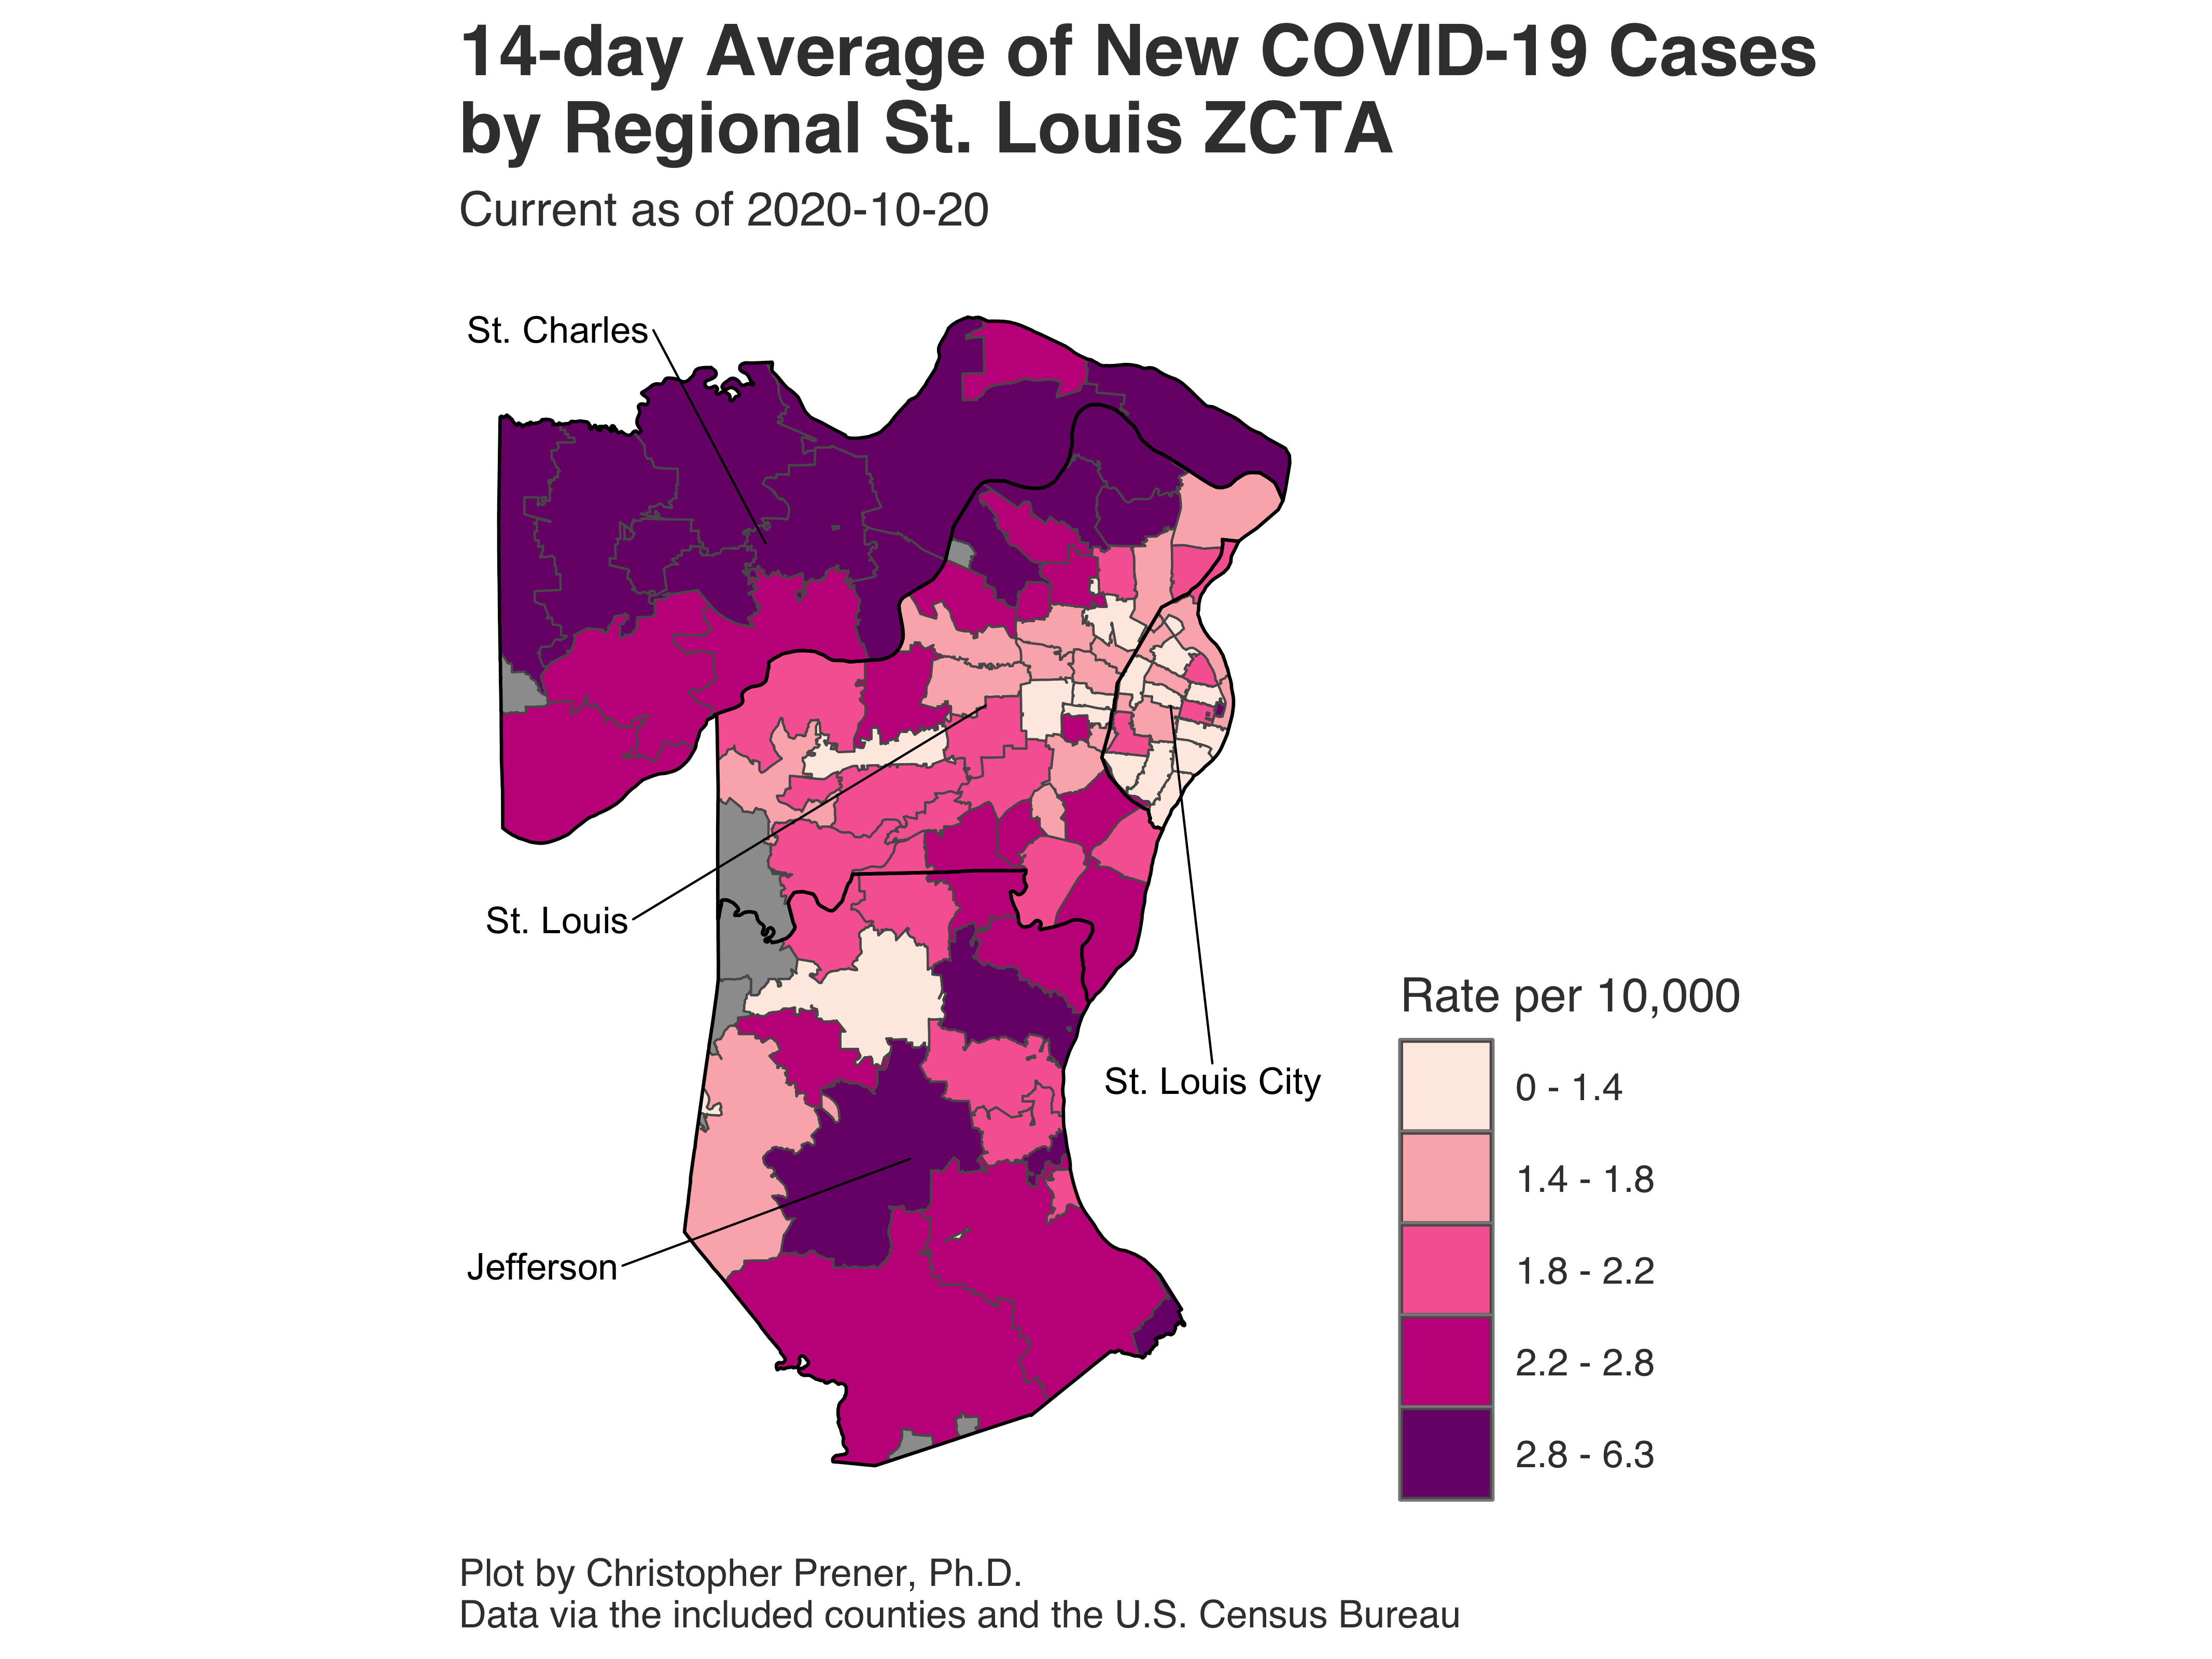 14-day Average of New COVID-19 Cases
by Regional St. Louis ZCTA
Current as of 2020-10-20
St. Charles
St. Louis
St. Louis City
Jefferson
Rate per 10,000
0 - 1.4
1.4 - 1.8
1.8 - 2.2
2.2 - 2.8
2.8 - 6.3
Plot by Christopher Prener, Ph.D.
Data via the included counties and the U.S. Census Bureau